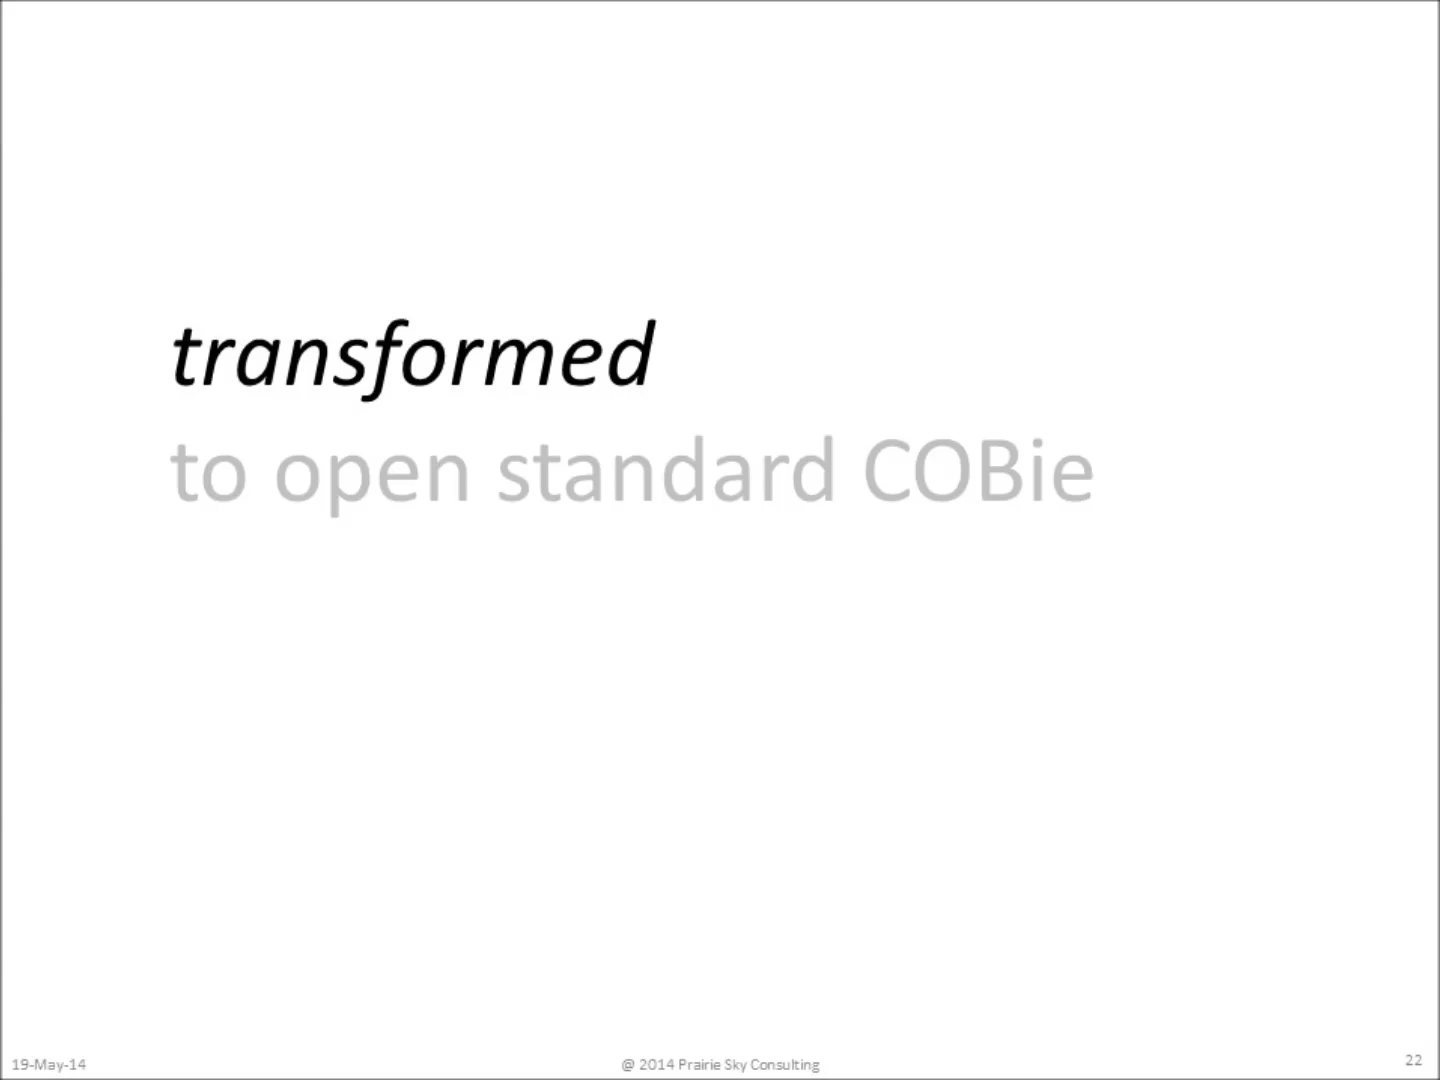 transformed
to open standard COBie
19-May-14
@ 2014 Prairie Sky Consulting
22